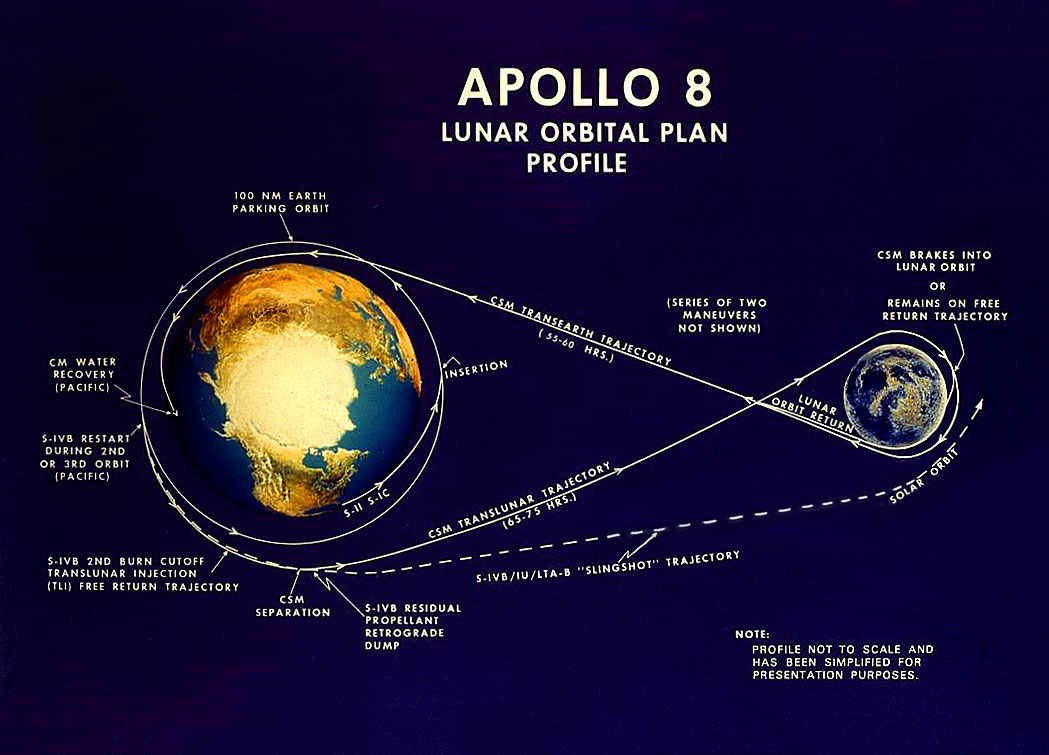 APOLLO 8
LUNAR ORBITAL PLAN
PROFILE
100 NM EARTH
PARKING ORBIT
CSM BRAKES INTO
LUNAR ORBIT
OR
REMAINS ON FREE
RETURN TRAJECTORY
(SERIES OF TWO
MANEUVERS
NOT SHOWN)
CSM TRANSEARTH TRAJECTORY
(55-60 HRS.)
INSERTION
CM WATER
RECOVERY
(PACIFIC)
LUNAR
ORBIT RETURN
S-IVB RESTART
DURING 2ND
OR 3RD ORBIT
(PACIFIC)
S-II S-IC
CSM TRANSLUNAR TRAJECTORY
(65-75 HRS.)
SOLAR ORBIT
S-IVB 2ND BURN CUTOFF
TRANSLUNAR INJECTION
(TLI) FREE RETURN TRAJECTORY
S-IVB/IU/LTA-B "SLINGSHOT" TRAJECTORY
CSM
SEPARATION
S-IVB RESIDUAL
PROPELLANT
RETROGRADE
DUMP
NOTE:
PROFILE NOT TO SCALE AND
HAS BEEN SIMPLIFIED FOR
PRESENTATION PURPOSES.